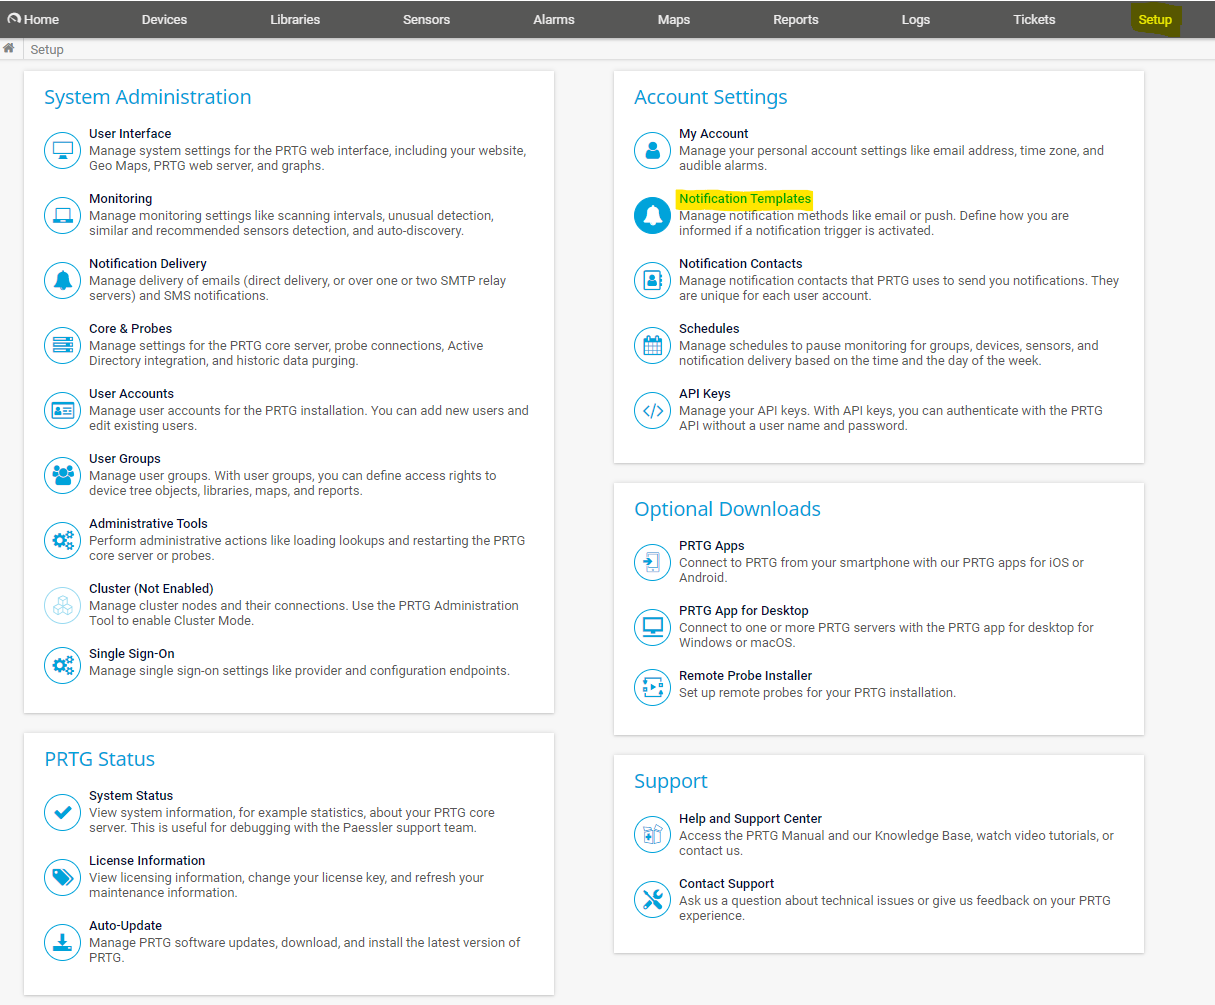 Home Devices Libraries Sensors Alarms Maps Reports Logs Tickets Setup
Setup
System Administration
User Interface
Manage system settings for the PRTG web interface, including your website,
Geo Maps, PRTG web server, and graphs.
Monitoring
Manage monitoring settings like scanning intervals, unusual detection,
similar and recommended sensors detection, and auto-discovery.
Notification Delivery
Manage delivery of emails (direct delivery, or over one or two SMTP relay
servers) and SMS notifications.
Core & Probes
Manage settings for the PRTG core server, probe connections, Active
Directory integration, and historic data purging.
User Accounts
Manage user accounts for the PRTG installation. You can add new users and
edit existing users.
User Groups
Manage user groups. With user groups, you can define access rights to
device tree objects, libraries, maps, and reports.
Administrative Tools
Perform administrative actions like loading lookups and restarting the PRTG
core server or probes.
Cluster (Not Enabled)
Manage cluster nodes and their connections. Use the PRTG Administration
Tool to enable Cluster Mode.
Single Sign-On
Manage single sign-on settings like provider and configuration endpoints.
PRTG Status
System Status
View system information, for example statistics, about your PRTG core
server. This is useful for debugging with the Paessler support team.
License Information
View licensing information, change your license key, and refresh your
maintenance information.
Auto-Update
Manage PRTG software updates, download, and install the latest version of
PRTG.
Account Settings
My Account
Manage your personal account settings like email address, time zone, and
audible alarms.
Notification Templates
Manage notification methods like email or push. Define how you are
informed if a notification trigger is activated.
Notification Contacts
Manage notification contacts that PRTG uses to send you notifications. They
are unique for each user account.
Schedules
Manage schedules to pause monitoring for groups, devices, sensors, and
notification delivery based on the time and the day of the week.
API Keys
Manage your API keys. With API keys, you can authenticate with the PRTG
API without a user name and password.
Optional Downloads
PRTG Apps
Connect to PRTG from your smartphone with our PRTG apps for iOS or
Android.
PRTG App for Desktop
Connect to one or more PRTG servers with the PRTG app for desktop for
Windows or macOS.
Remote Probe Installer
Set up remote probes for your PRTG installation.
Support
Help and Support Center
Access the PRTG Manual and our Knowledge Base, watch video tutorials, or
contact us.
Contact Support
Ask us a question about technical issues or give us feedback on your PRTG
experience.